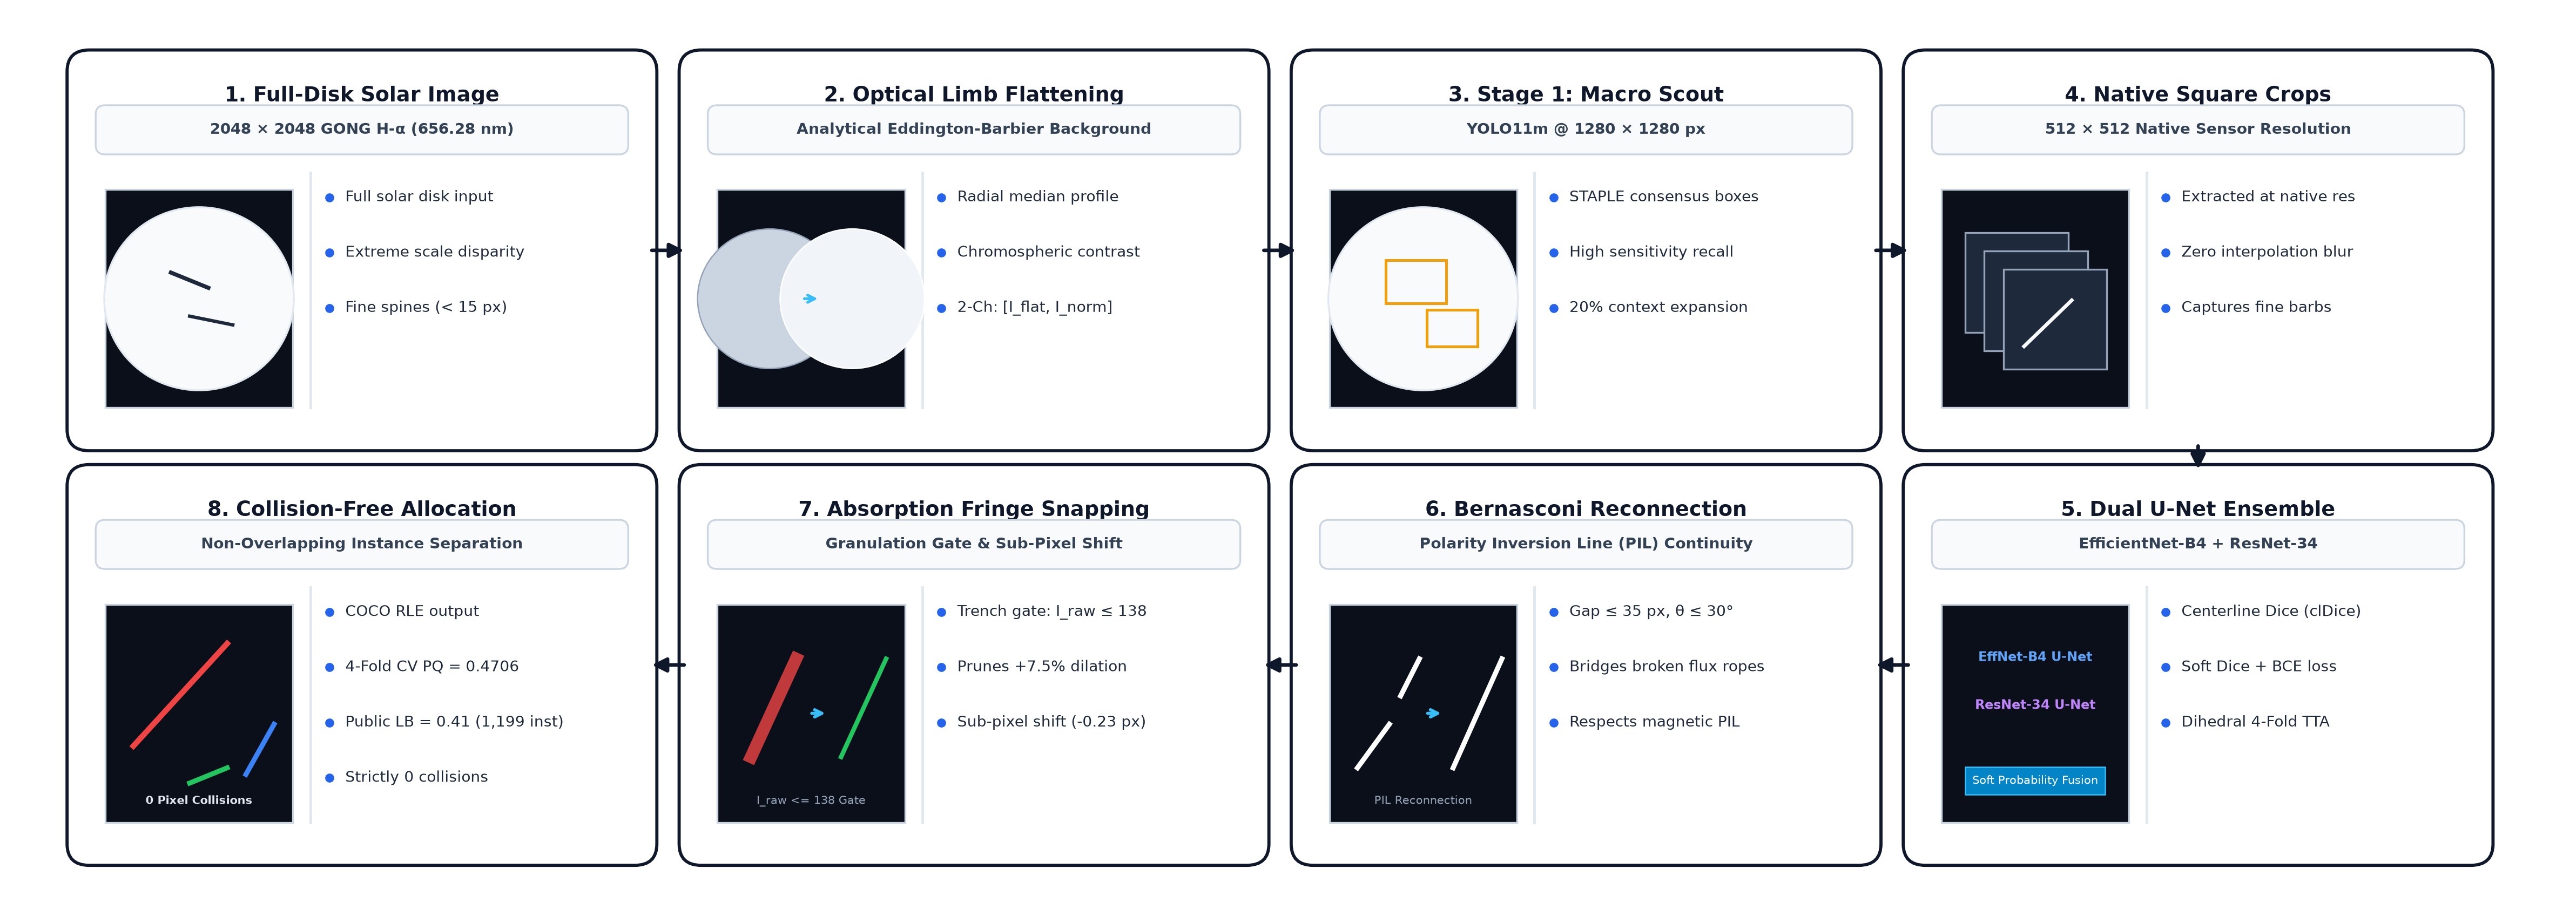 1. Full-Disk Solar Image
2048 × 2048 GONG H-α (656.28 nm)
Full solar disk input
Extreme scale disparity
Fine spines (< 15 px)
2. Optical Limb Flattening
Analytical Eddington-Barbier Background
Radial median profile
Chromospheric contrast
2-Ch: [I_flat, I_norm]
3. Stage 1: Macro Scout
YOLO11m @ 1280 × 1280 px
STAPLE consensus boxes
High sensitivity recall
20% context expansion
4. Native Square Crops
512 × 512 Native Sensor Resolution
Extracted at native res
Zero interpolation blur
Captures fine barbs
5. Dual U-Net Ensemble
EfficientNet-B4 + ResNet-34
EffNet-B4 U-Net
ResNet-34 U-Net
Soft Probability Fusion
Centerline Dice (clDice)
Soft Dice + BCE loss
Dihedral 4-Fold TTA
6. Bernasconi Reconnection
Polarity Inversion Line (PIL) Continuity
PIL Reconnection
Gap ≤ 35 px, θ ≤ 30°
Bridges broken flux ropes
Respects magnetic PIL
7. Absorption Fringe Snapping
Granulation Gate & Sub-Pixel Shift
I_raw <= 138 Gate
Trench gate: I_raw ≤ 138
Prunes +7.5% dilation
Sub-pixel shift (-0.23 px)
8. Collision-Free Allocation
Non-Overlapping Instance Separation
0 Pixel Collisions
COCO RLE output
4-Fold CV PQ = 0.4706
Public LB = 0.41 (1,199 inst)
Strictly 0 collisions